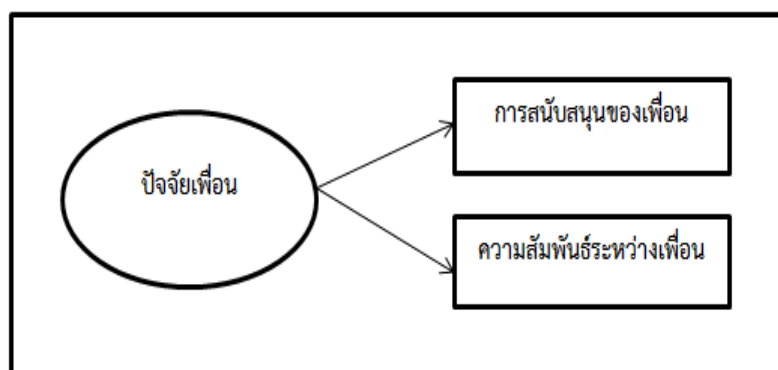 การสนับสนุนของเพื่อน
ปัจจัยเพื่อน
ความสัมพันธ์ระหว่างเพื่อน